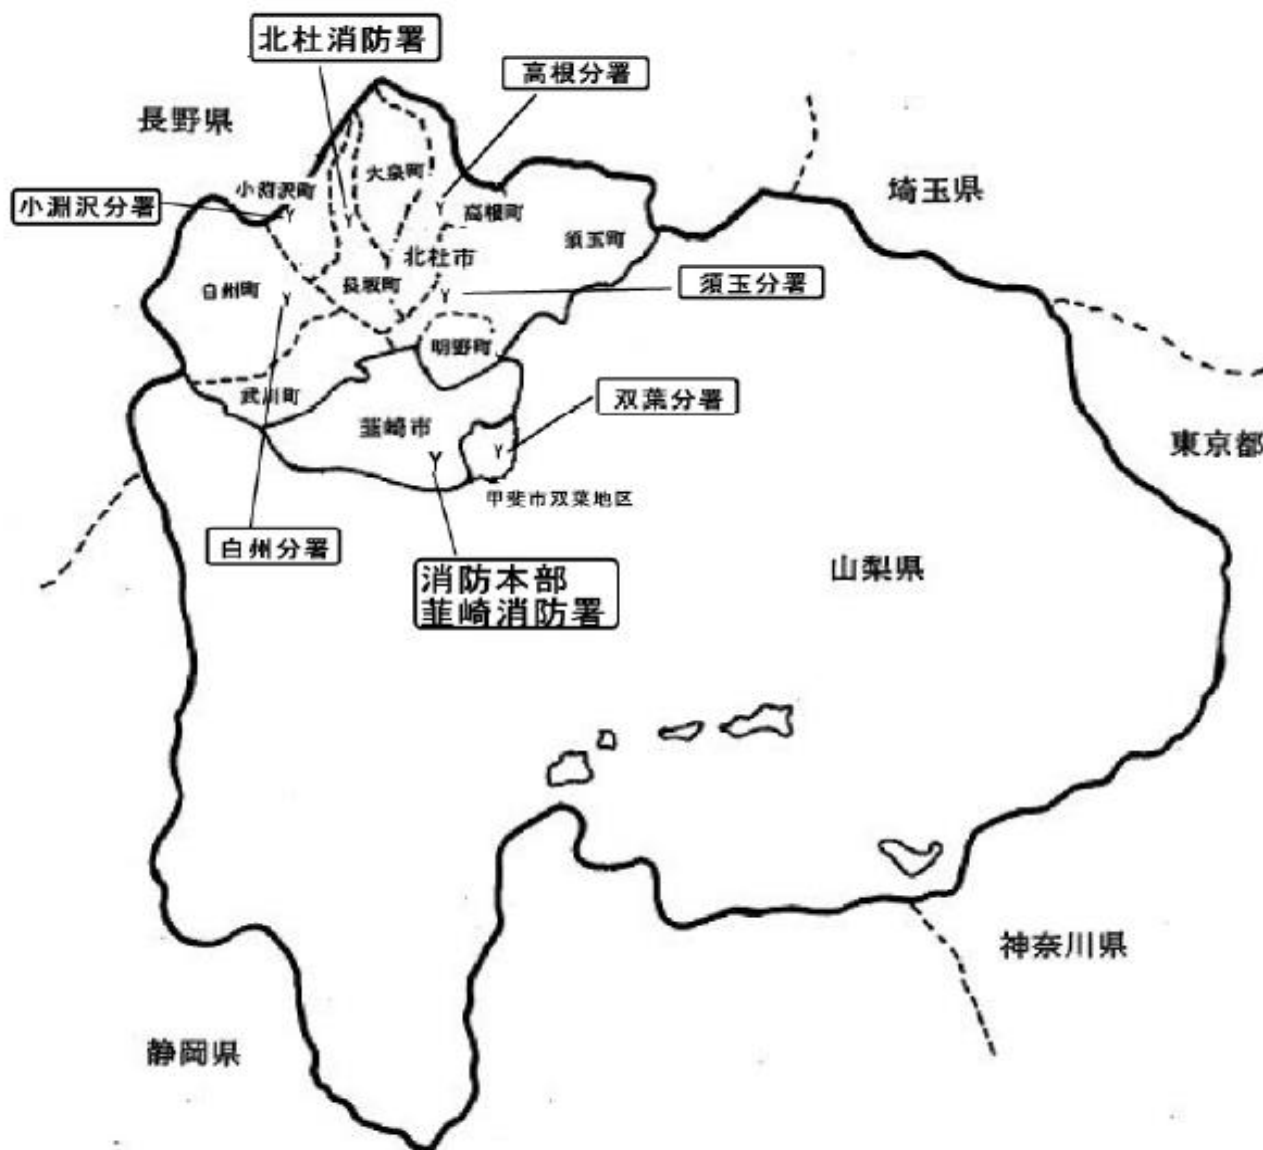 北杜消防署
高根分署
長野県
大泉町
小淵沢町
埼玉県
小淵沢分署
高根町
須玉町
北杜市
白州町
長坂町
須玉分署
明野町
武川町
双葉分署
韮崎市
東京都
甲斐市双葉地区
白州分署
山梨県
消防本部
韮崎消防署
神奈川県
静岡県